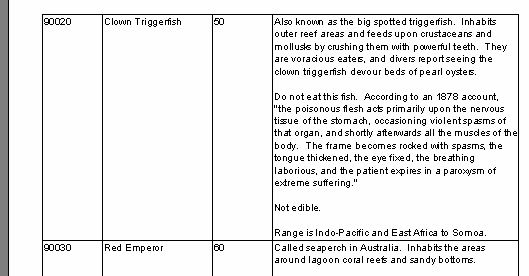 90020 Clown Triggerfish 50 Also known as the big spotted triggerfish. Inhabits
outer reef areas and feeds upon crustaceans and
mollusks by crushing them with powerful teeth. They
are voracious eaters, and divers report seeing the
clown triggerfish devour beds of pearl oysters.
Do not eat this fish. According to an 1878 account,
"the poisonous flesh acts primarily upon the nervous
tissue of the stomach, occasioning violent spasms of
that organ, and shortly afterwards all the muscles of the
body. The frame becomes rocked with spasms, the
tongue thickened, the eye fixed, the breathing
laborious, and the patient expires in a paroxysm of
extreme suffering."
Not edible.
Range is Indo-Pacific and East Africa to Somoa.
90030 Red Emperor 60 Called seaperch in Australia. Inhabits the areas
around lagoon coral reefs and sandy bottoms.